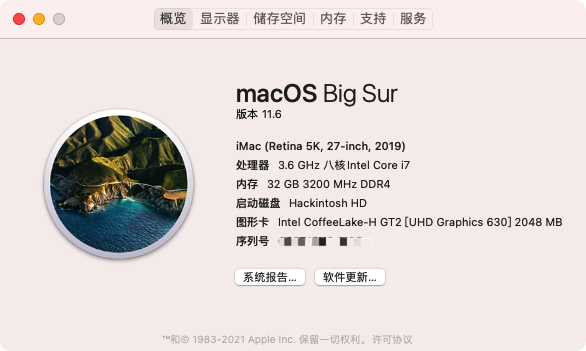 概览 显示器 储存空间 内存 支持 服务
macOS Big Sur
版本 11.6
iMac (Retina 5K, 27-inch, 2019)
处理器 3.6 GHz 八核Intel Core i7
内存 32 GB 3200 MHz DDR4
启动磁盘 Hackintosh HD
图形卡 Intel CoffeeLake-H GT2 [UHD Graphics 630] 2048 MB
序列号
系统报告... 软件更新...
™和© 1983-2021 Apple Inc. 保留一切权利。许可协议